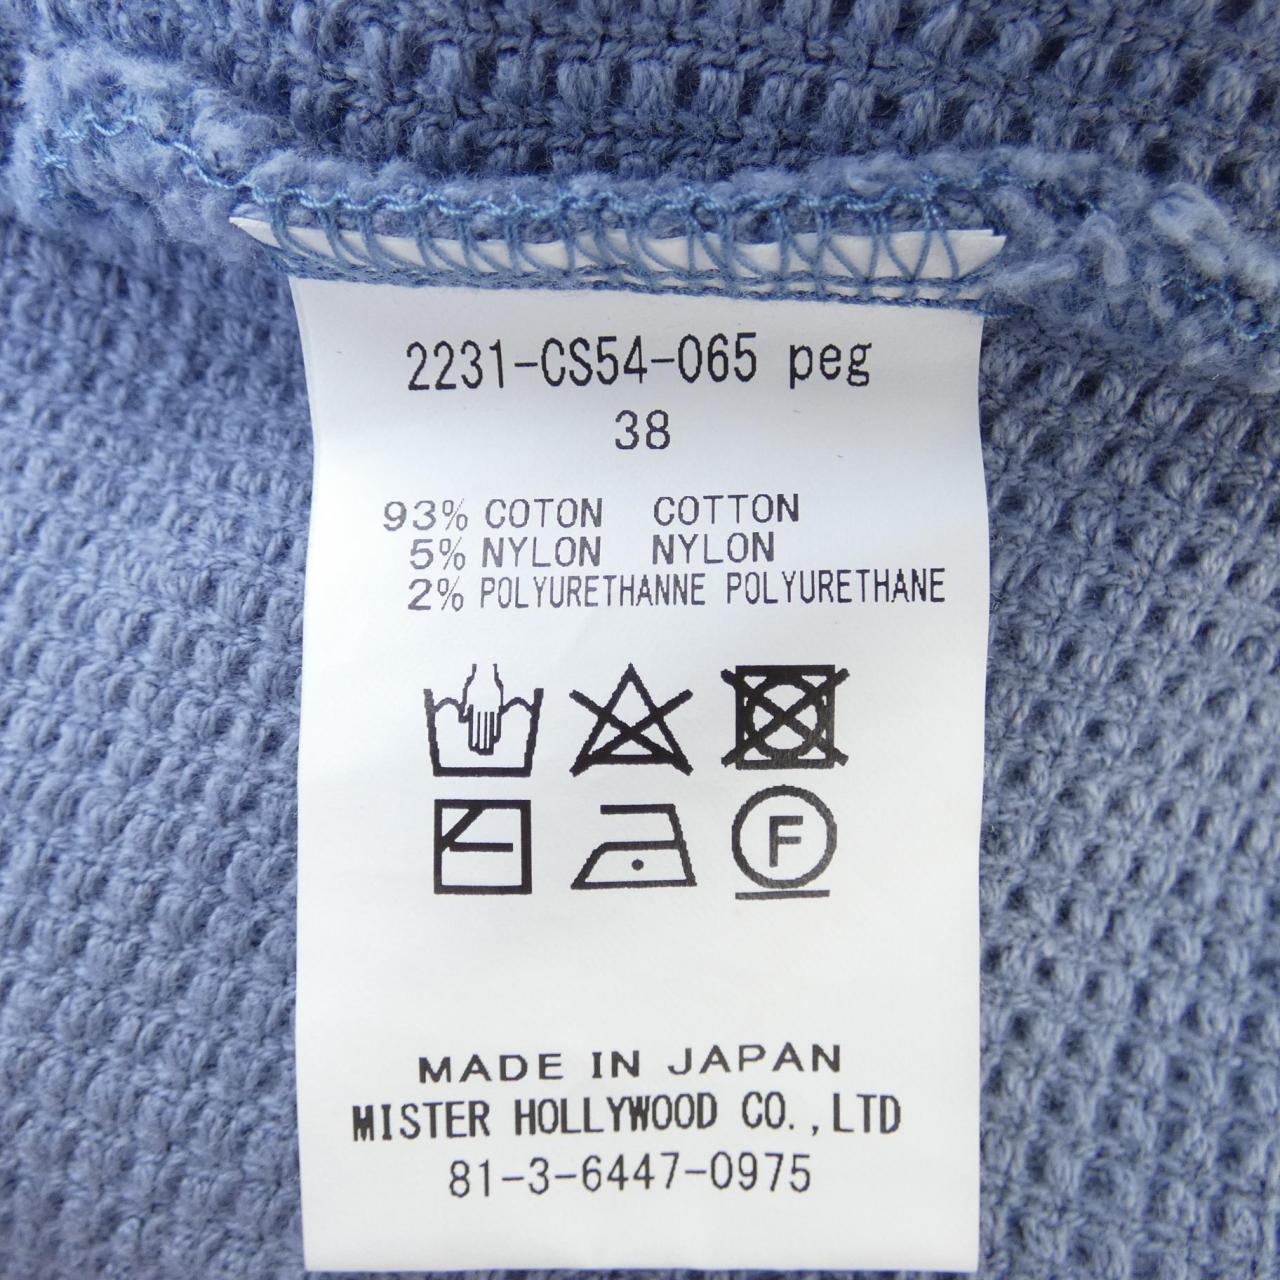 2231-CS54-065 peg
38
93% COTON COTTON
5% NYLON NYLON
2% POLYURETHANNE POLYURETHANE
F
MADE IN JAPAN
MISTER HOLLYWOOD CO.,LTD
81-3-6447-0975